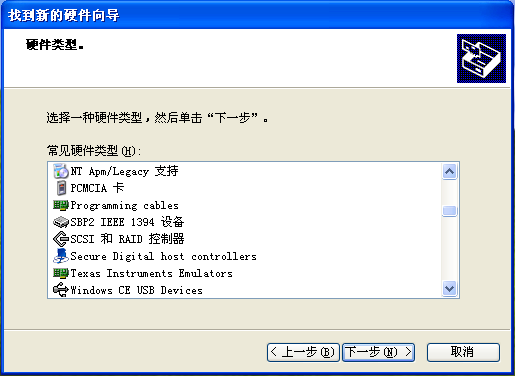 找到新的硬件向导
硬件类型。
选择一种硬件类型，然后单击“下一步”。
常见硬件类型(H):
NT Apm/Legacy 支持
PCMCIA 卡
Programming cables
SBP2 IEEE 1394 设备
SCSI 和 RAID 控制器
Secure Digital host controllers
Texas Instruments Emulators
Windows CE USB Devices
< 上一步(B) 下一步(N) > 取消